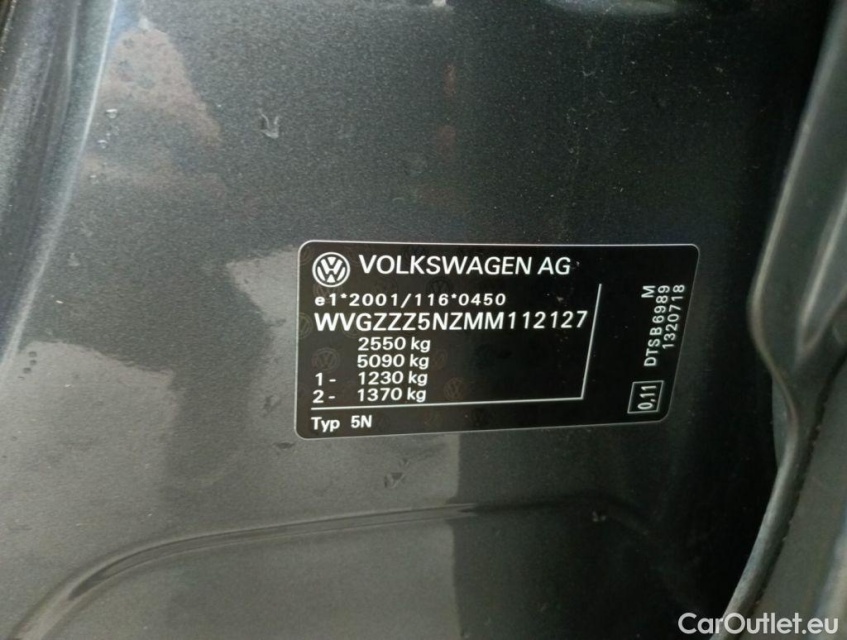 VOLKSWAGEN AG
e1*2001/116*0450
WVGZZZ5NZMM112127
2550 kg
5090 kg
1 - 1230 kg
2 - 1370 kg
Typ 5N
DTSB6989 M
1320718
0,11
CarOutlet.eu